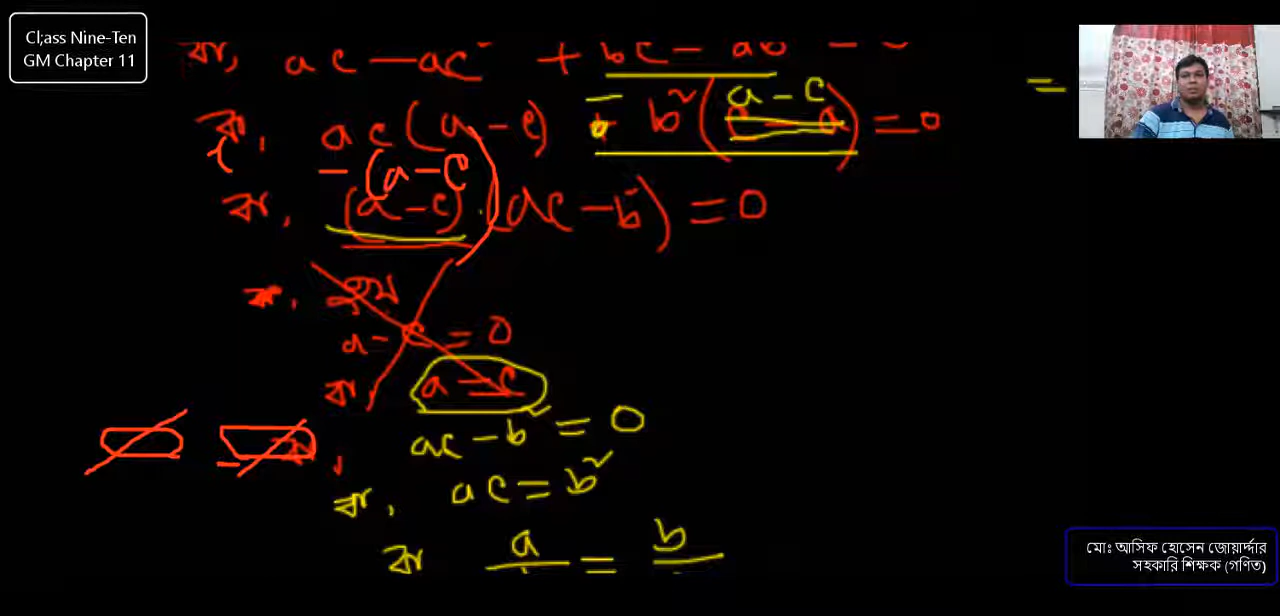 Cl;ass Nine-Ten
GM Chapter 11
বা, ac - ac² + bc - ab = 0
বা, ac(a-c) - b²(a-c) = 0
-(a-c)
বা, (a-c) (ac-b²) = 0
a-c = 0
বা a = c
ac-b² = 0
বা, ac = b²
বা a = b
মোঃ আসিফ হোসেন জোয়ার্দ্দার
সহকারি শিক্ষক (গণিত)